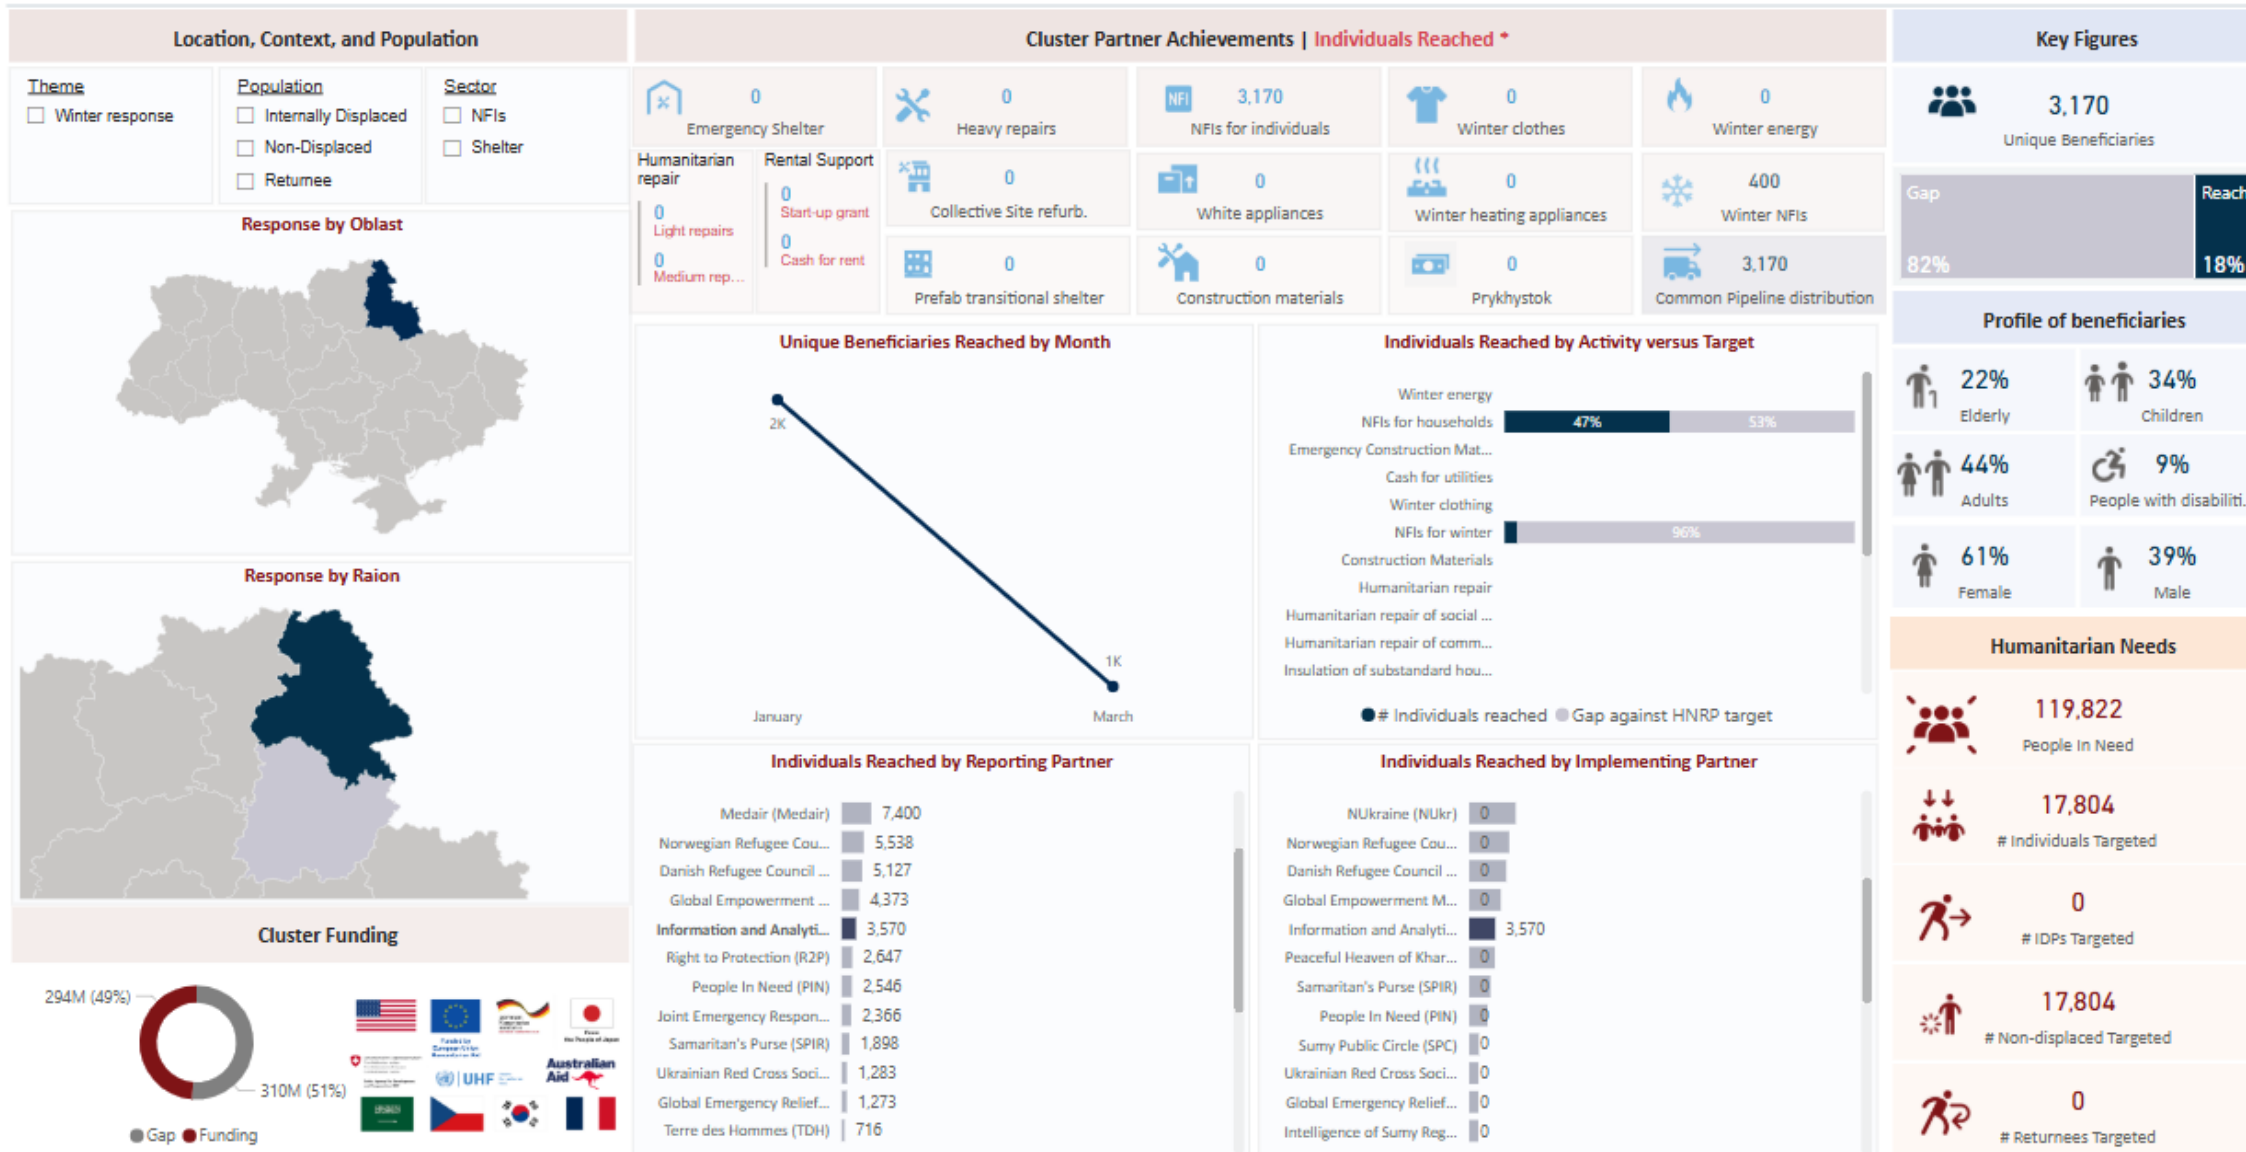 Location, Context, and Population
Theme
Winter response
Population
Internally Displaced
Non-Displaced
Returnee
Sector
NFIs
Shelter
Response by Oblast
Response by Raion
Cluster Funding
294M (49%)
310M (51%)
Gap Funding
UHF
Australian
Aid
Cluster Partner Achievements | Individuals Reached *
0
Emergency Shelter
0
Heavy repairs
NFI
3,170
NFIs for individuals
0
Winter clothes
0
Winter energy
Humanitarian
repair
0
Light repairs
0
Medium rep...
Rental Support
0
Start-up grant
0
Cash for rent
0
Collective Site refurb.
0
White appliances
0
Winter heating appliances
400
Winter NFIs
0
Prefab transitional shelter
0
Construction materials
0
Prykhystok
3,170
Common Pipeline distribution
Unique Beneficiaries Reached by Month
2K
1K
January
March
Individuals Reached by Activity versus Target
Winter energy
NFIs for households 47% 53%
Emergency Construction Mat...
Cash for utilities
Winter clothing
NFIs for winter 96%
Construction Materials
Humanitarian repair
Humanitarian repair of social ...
Humanitarian repair of comm...
Insulation of substandard hou...
# Individuals reached Gap against HNRP target
Individuals Reached by Reporting Partner
Medair (Medair) 7,400
Norwegian Refugee Cou... 5,538
Danish Refugee Council ... 5,127
Global Empowerment ... 4,373
Information and Analyti... 3,570
Right to Protection (R2P) 2,647
People In Need (PIN) 2,546
Joint Emergency Respon... 2,366
Samaritan's Purse (SPIR) 1,898
Ukrainian Red Cross Soci... 1,283
Global Emergency Relief... 1,273
Terre des Hommes (TDH) 716
Individuals Reached by Implementing Partner
NUkraine (NUkr) 0
Norwegian Refugee Cou... 0
Danish Refugee Council ... 0
Global Empowerment M... 0
Information and Analyti... 3,570
Peaceful Heaven of Khar... 0
Samaritan's Purse (SPIR) 0
People In Need (PIN) 0
Sumy Public Circle (SPC) 0
Ukrainian Red Cross Soci... 0
Global Emergency Relief... 0
Intelligence of Sumy Reg... 0
Key Figures
3,170
Unique Beneficiaries
Gap
82%
Reach
18%
Profile of beneficiaries
22%
Elderly
34%
Children
44%
Adults
9%
People with disabiliti..
61%
Female
39%
Male
Humanitarian Needs
119,822
People In Need
17,804
# Individuals Targeted
0
# IDPs Targeted
17,804
# Non-displaced Targeted
0
# Returnees Targeted